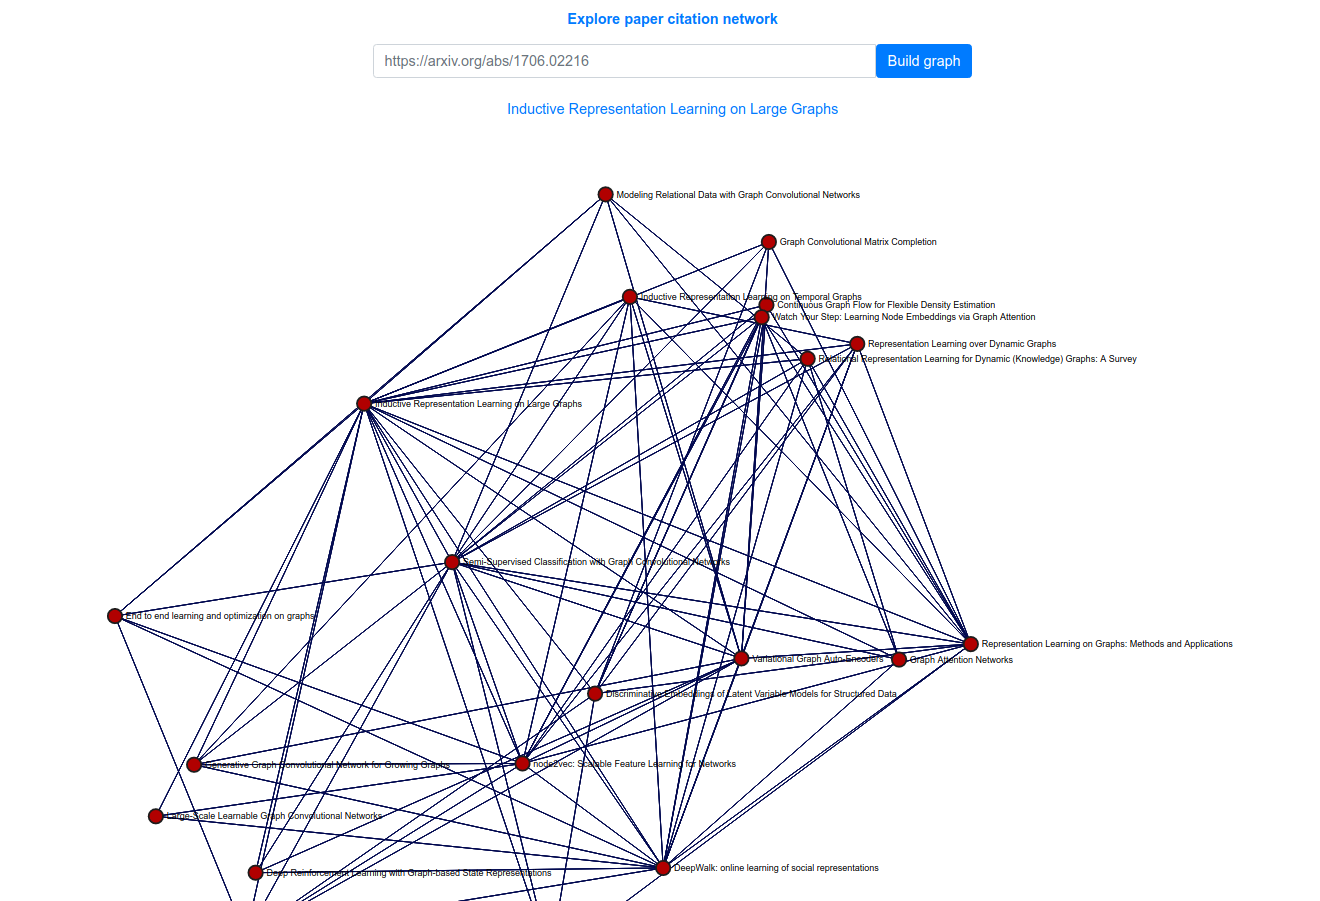 Explore paper citation network
https://arxiv.org/abs/1706.02216
Build graph
Inductive Representation Learning on Large Graphs
Modeling Relational Data with Graph Convolutional Networks
Graph Convolutional Matrix Completion
Inductive Representation Learning on Temporal Graphs
Continuous Graph Flow for Flexible Density Estimation
Watch Your Step: Learning Node Embeddings via Graph Attention
Representation Learning over Dynamic Graphs
Relational Representation Learning for Dynamic (Knowledge) Graphs: A Survey
Inductive Representation Learning on Large Graphs
Semi-Supervised Classification with Graph Convolutional Networks
End to end learning and optimization on graphs
Representation Learning on Graphs: Methods and Applications
Variational Graph Auto-Encoders
Graph Attention Networks
Discriminative Embeddings of Latent Variable Models for Structured Data
Generative Graph Convolutional Network for Growing Graphs
node2vec: Scalable Feature Learning for Networks
Large-Scale Learnable Graph Convolutional Networks
DeepWalk: online learning of social representations
Deep Reinforcement Learning with Graph-based State Representations